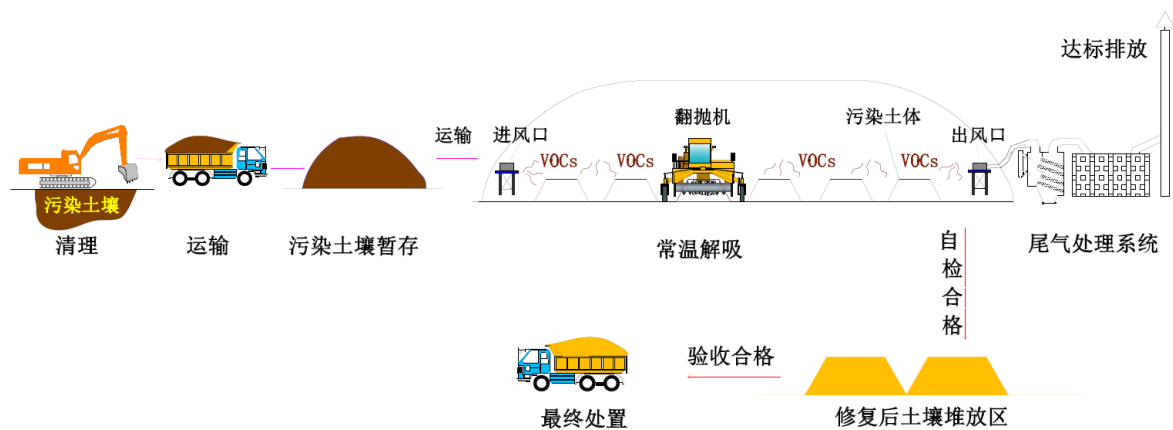 达标排放
运输
进风口
翻抛机
污染土体
出风口
VOCs
VOCs
VOCs
VOCs
污染土壤
清理
运输
污染土壤暂存
常温解吸
自检合格
尾气处理系统
验收合格
最终处置
修复后土壤堆放区